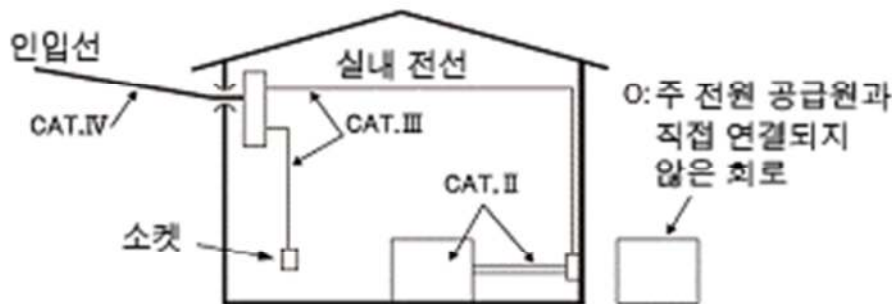 인입선
실내 전선
O: 주 전원 공급원과
직접 연결되지
않은 회로
CAT.Ⅳ
CAT.Ⅲ
CAT.Ⅱ
소켓